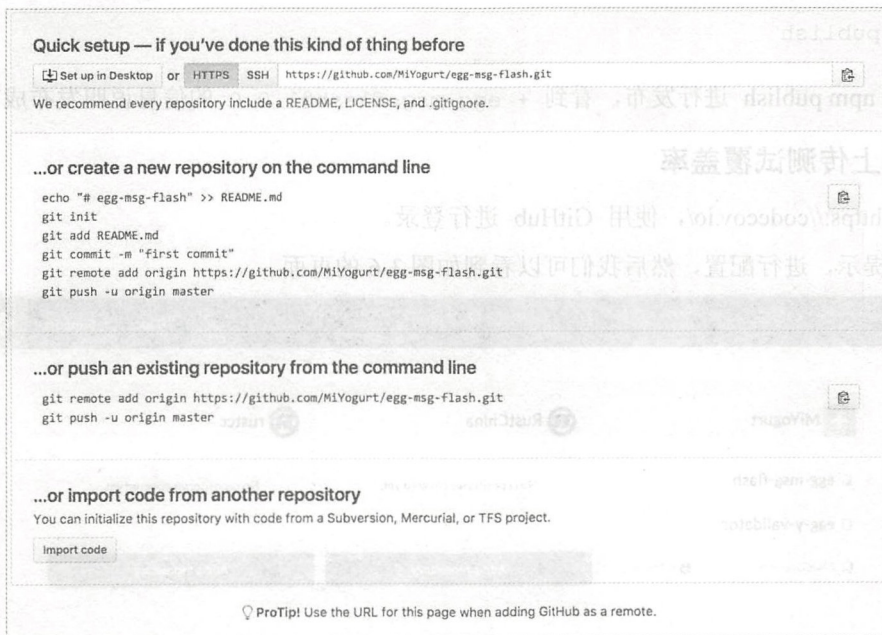 Quick setup — if you've done this kind of thing before
Set up in Desktop or HTTPS SSH https://github.com/MiYogurt/egg-msg-flash.git
We recommend every repository include a README, LICENSE, and .gitignore.
...or create a new repository on the command line
echo "# egg-msg-flash" >> README.md
git init
git add README.md
git commit -m "first commit"
git remote add origin https://github.com/MiYogurt/egg-msg-flash.git
git push -u origin master
...or push an existing repository from the command line
git remote add origin https://github.com/MiYogurt/egg-msg-flash.git
git push -u origin master
...or import code from another repository
You can initialize this repository with code from a Subversion, Mercurial, or TFS project.
Import code
ProTip! Use the URL for this page when adding GitHub as a remote.